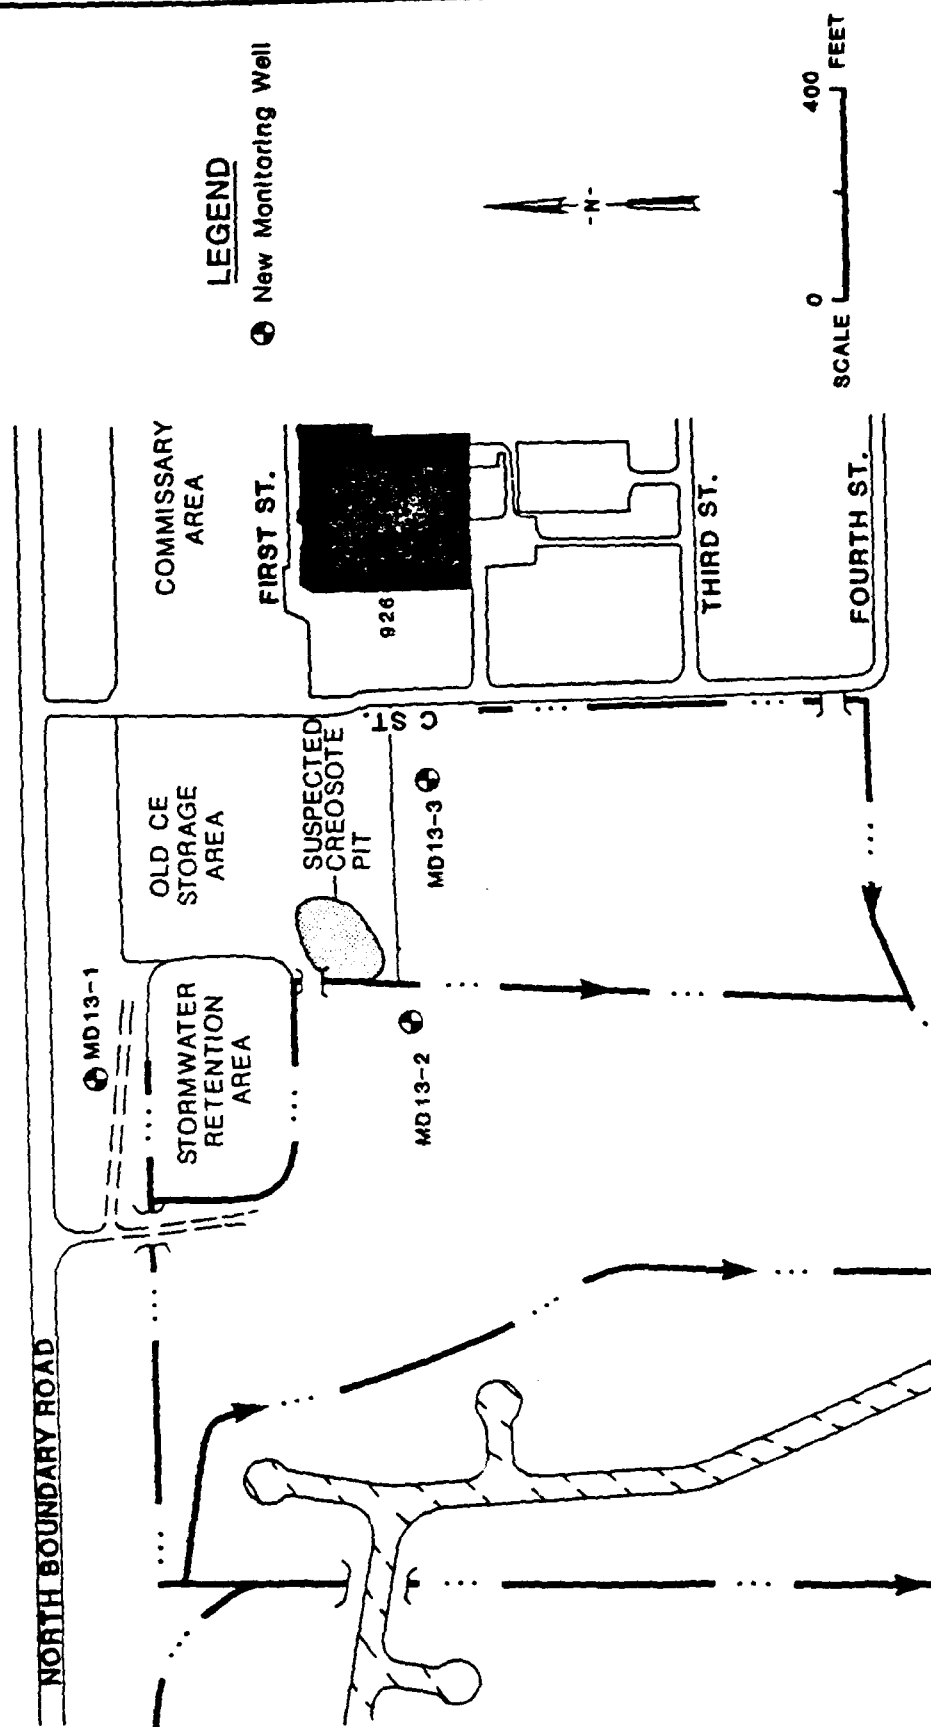 LEGEND
New Monitoring Well
-N-
0
400
SCALE
FEET
NORTH BOUNDARY ROAD
MD13-1
STORMWATER
RETENTION
AREA
OLD CE
STORAGE
AREA
COMMISSARY
AREA
FIRST ST.
SUSPECTED
CREOSOTE
PIT
926
C ST.
MD13-2
MD13-3
THIRD ST.
FOURTH ST.